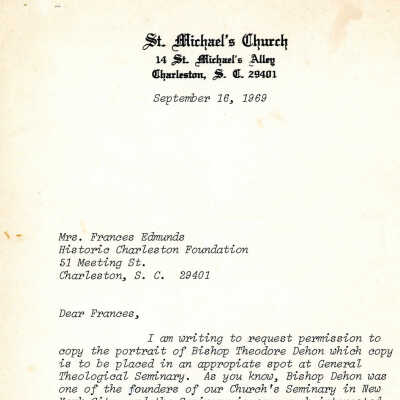 St. Michael's Church
14 St. Michael's Alley
Charleston, S. C. 29401
September 16, 1969
Mrs. Frances Edmunds
Historic Charleston Foundation
51 Meeting St.
Charleston, S. C. 29401
Dear Frances,
I am writing to request permission to
copy the portrait of Bishop Theodore Dehon which copy
is to be placed in an appropiate spot at General
Theological Seminary. As you know, Bishop Dehon was
one of the founders of our Church's Seminary in New